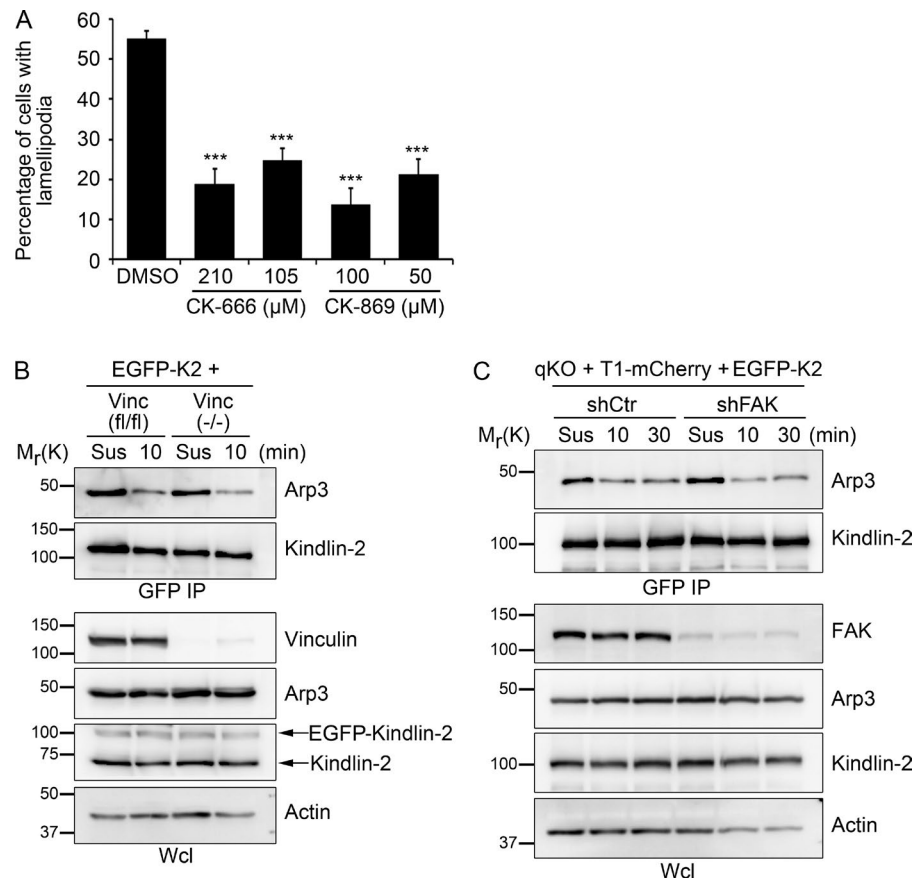 A
Percentage of cells with
lamellipodia
60
50
40
30
20
10
0
*** *** *** ***
DMSO 210 105 100 50
CK-666 (µM) CK-869 (µM)
B
EGFP-K2 +
Vinc Vinc
(fl/fl) (-/-)
Mr(K) Sus 10 Sus 10 (min)
50 Arp3
150
100 Kindlin-2
GFP IP
150
100 Vinculin
50 Arp3
100 EGFP-Kindlin-2
75 Kindlin-2
50
37 Actin
Wcl
C
qKO + T1-mCherry + EGFP-K2
shCtr shFAK
Mr(K) Sus 10 30 Sus 10 30 (min)
50 Arp3
100 Kindlin-2
GFP IP
150
100 FAK
50 Arp3
100 Kindlin-2
37 Actin
Wcl